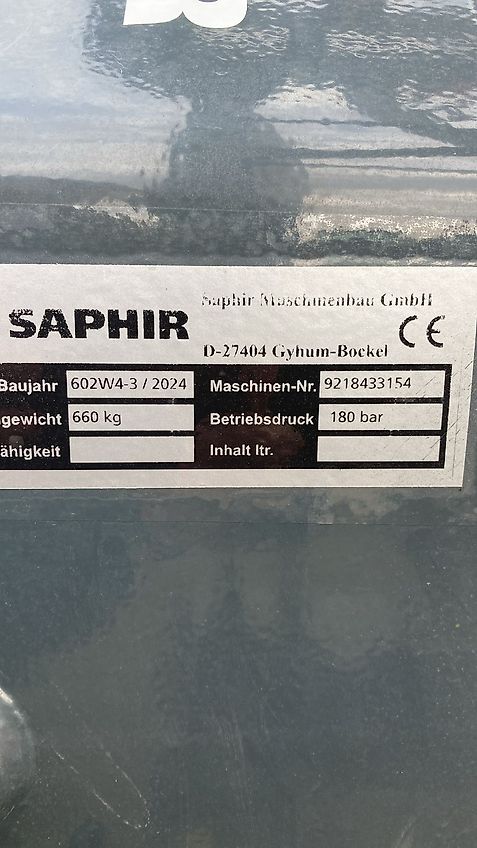 Saphir Maschinenbau GmbH
SAPHIR
CE
D-27404 Gyhum-Bockel
Baujahr 602W4-3 / 2024 Maschinen-Nr. 9218433154
gewicht 660 kg Betriebsdruck 180 bar
ähigkeit Inhalt ltr.